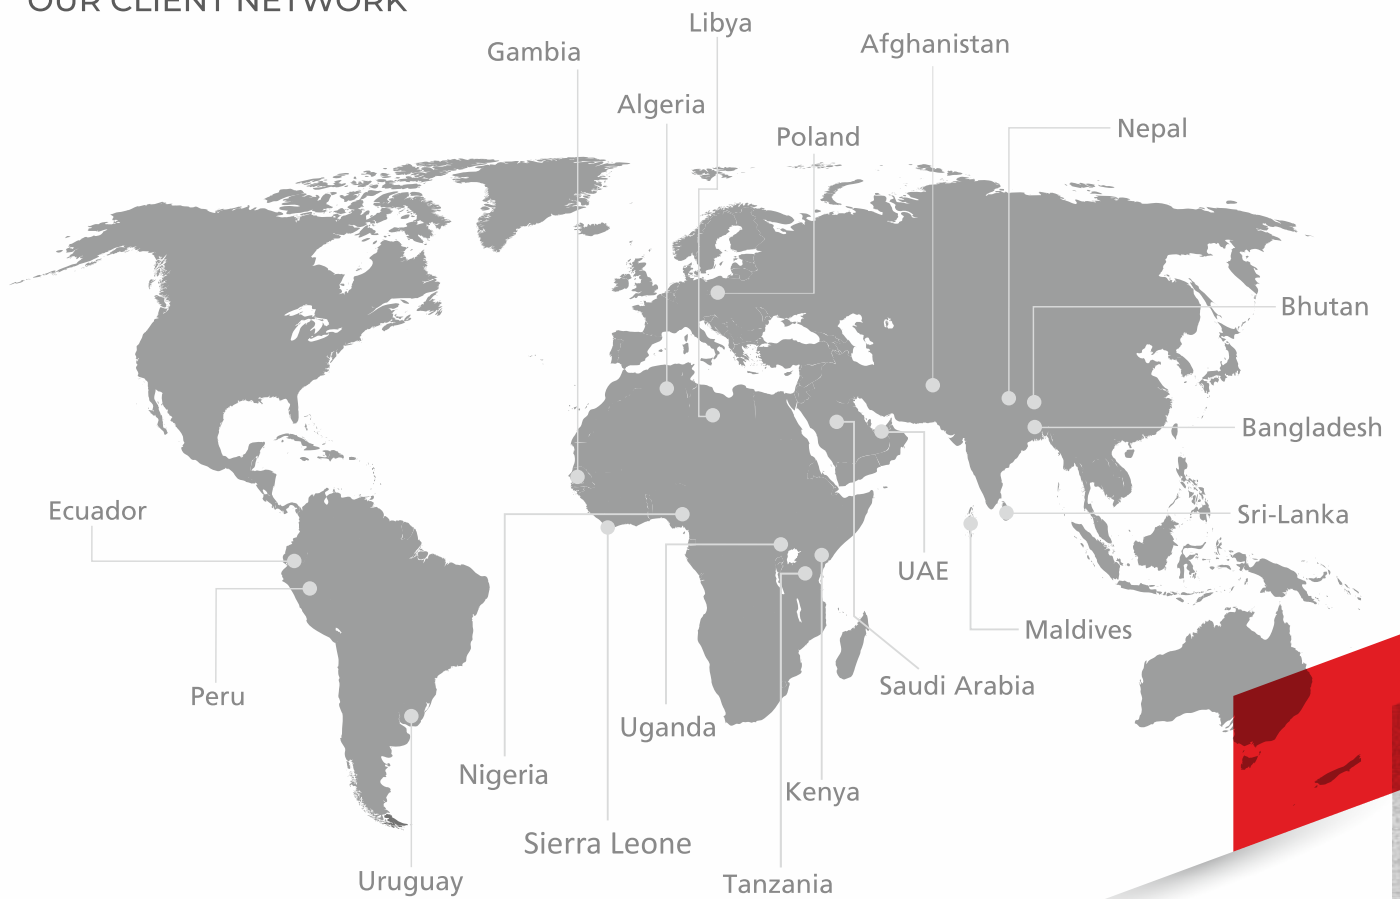 OUR CLIENT NETWORK
Libya
Gambia
Afghanistan
Algeria
Poland
Nepal
Bhutan
Bangladesh
Ecuador
Sri-Lanka
UAE
Maldives
Saudi Arabia
Peru
Uganda
Nigeria
Kenya
Sierra Leone
Uruguay
Tanzania